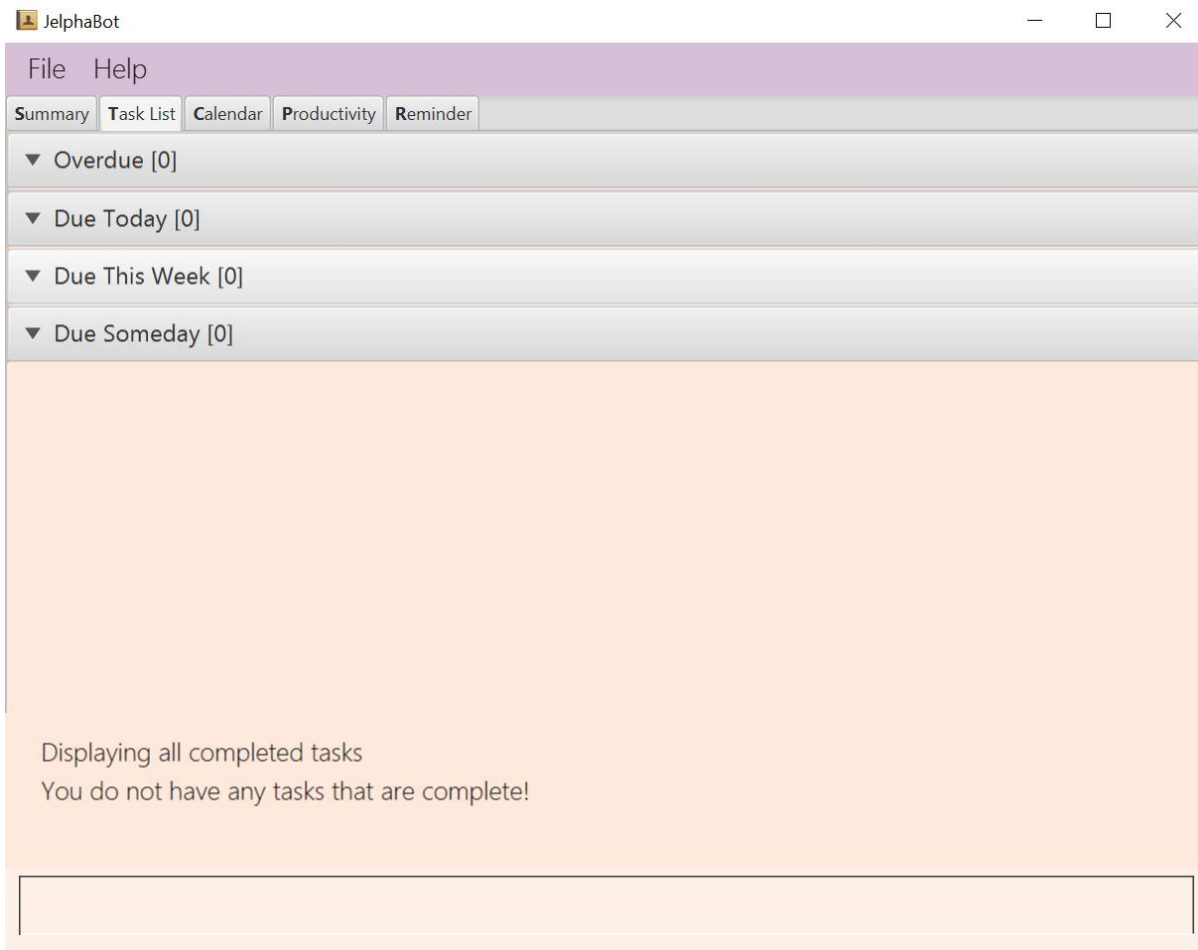 JelphaBot
File Help
Summary Task List Calendar Productivity Reminder
Overdue [0]
Due Today [0]
Due This Week [0]
Due Someday [0]
Displaying all completed tasks
You do not have any tasks that are complete!